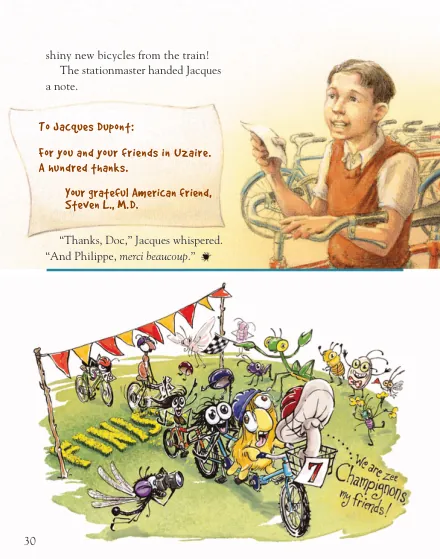 shiny new bicycles from the train!
The stationmaster handed Jacques
a note.
To Jacques Dupont:
For you and your friends in Uzaire.
A hundred thanks.
Your grateful American friend,
Steven L., M.D.
"Thanks, Doc," Jacques whispered.
"And Philippe, merci beaucoup."
FINIS
7
We are zee
Champignons,
my friends!
30